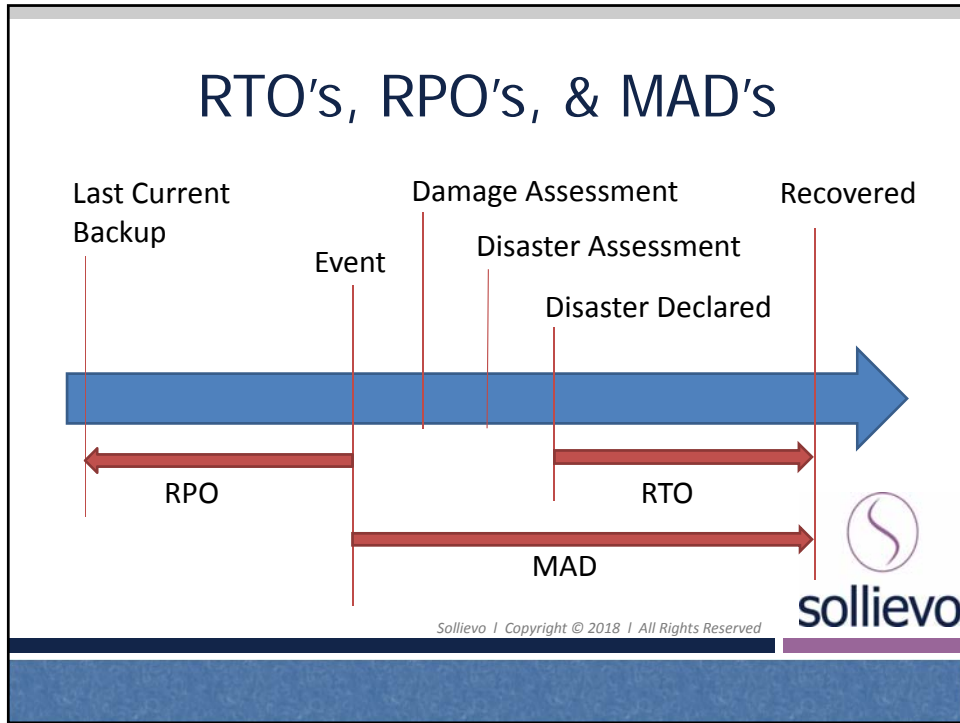 RTO's, RPO's, & MAD's
Last Current
Backup
Event
Damage Assessment
Disaster Assessment
Disaster Declared
Recovered
RPO
RTO
MAD
sollievo
Sollievo l Copyright © 2018 l All Rights Reserved